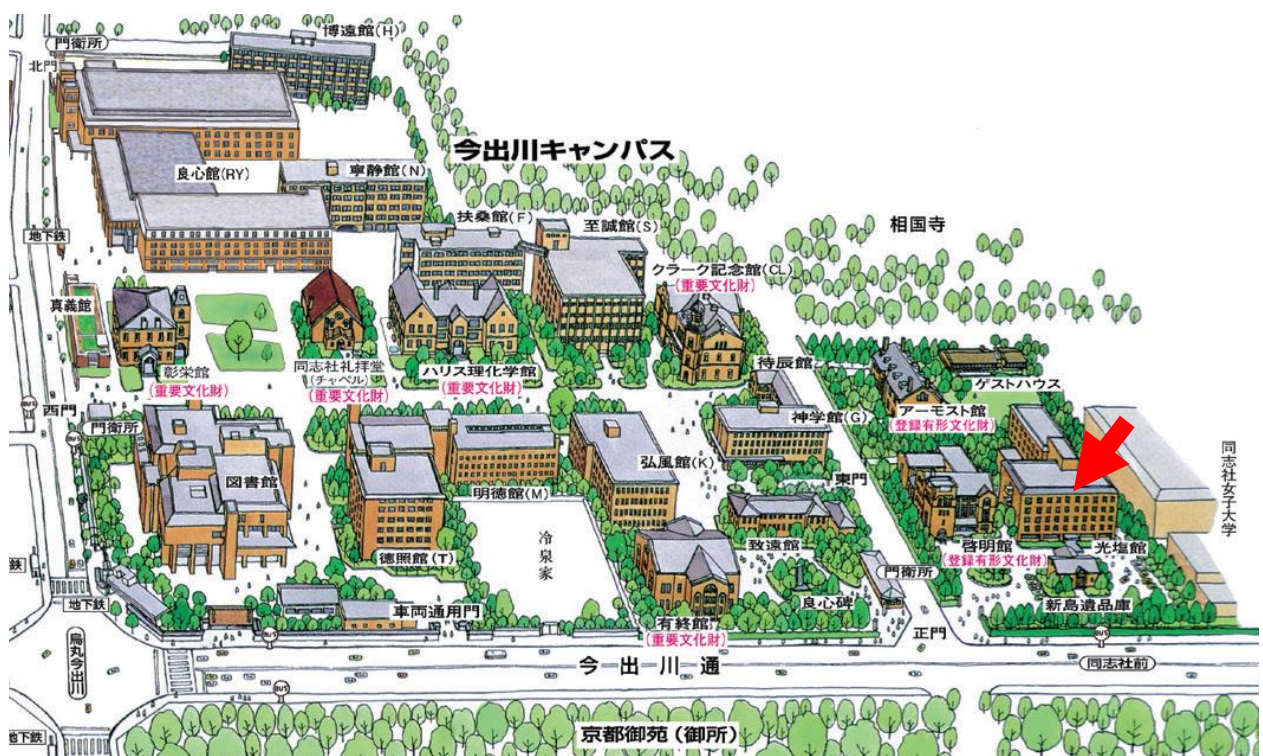 博遠館(H)
門衛所
北門
今出川キャンパス
良心館(RY)
寧静館(N)
扶桑館(F)
至誠館(S)
相国寺
地下鉄
クラーク記念館(CL)
(重要文化財)
真義館
彰栄館
(重要文化財)
同志社礼拝堂
(チャペル)
(重要文化財)
ハリス理化学館
(重要文化財)
待辰館
ゲストハウス
アーモスト館
(登録有形文化財)
神学館(G)
BUS
西門
門衛所
BUS
図書館
弘風館(K)
同志社女子大学
明徳館(M)
東門
冷泉家
致遠館
啓明館
(登録有形文化財)
光塩館
徳照館(T)
門衛所
鉄
地下鉄
車両通用門
良心碑
新島遺品庫
有終館
(重要文化財)
正門
BUS
BUS
烏丸今出川
今出川通
同志社前
BUS
京都御苑(御所)
地下鉄